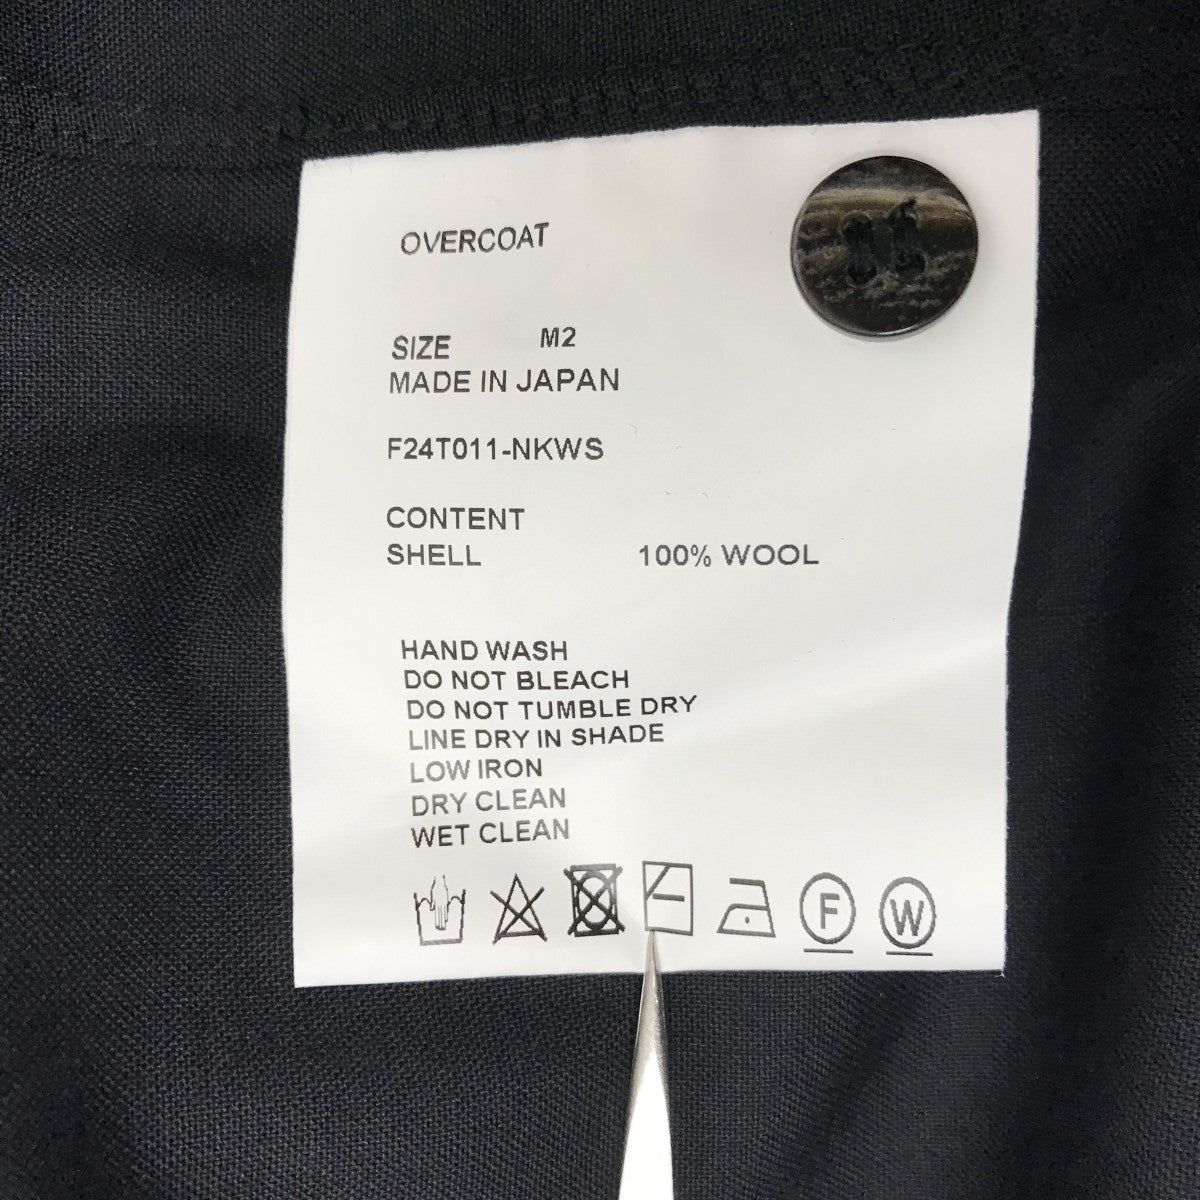 OVERCOAT
SIZE M2
MADE IN JAPAN
F24T011-NKWS
CONTENT
SHELL 100% WOOL
HAND WASH
DO NOT BLEACH
DO NOT TUMBLE DRY
LINE DRY IN SHADE
LOW IRON
DRY CLEAN
WET CLEAN
F W